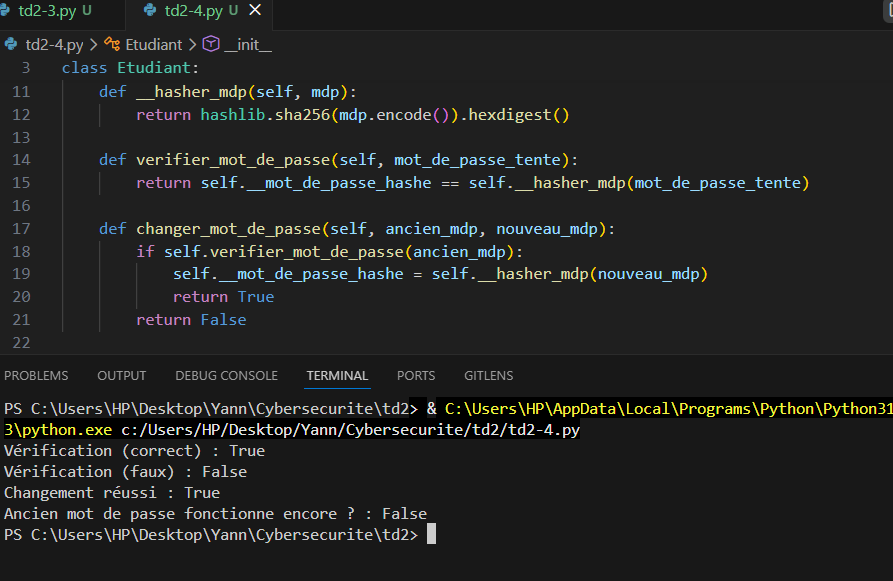 td2-3.py U td2-4.py U
td2-4.py > Etudiant > __init__
3 class Etudiant:
11 def __hasher_mdp(self, mdp):
12 return hashlib.sha256(mdp.encode()).hexdigest()
13
14 def verifier_mot_de_passe(self, mot_de_passe_tente):
15 return self.__mot_de_passe_hashe == self.__hasher_mdp(mot_de_passe_tente)
16
17 def changer_mot_de_passe(self, ancien_mdp, nouveau_mdp):
18 if self.verifier_mot_de_passe(ancien_mdp):
19 self.__mot_de_passe_hashe = self.__hasher_mdp(nouveau_mdp)
20 return True
21 return False
22
PROBLEMS OUTPUT DEBUG CONSOLE TERMINAL PORTS GITLENS
PS C:\Users\HP\Desktop\Yann\Cybersecurite\td2> & C:\Users\HP\AppData\Local\Programs\Python\Python31
3\python.exe c:/Users/HP/Desktop/Yann/Cybersecurite/td2/td2-4.py
Vérification (correct) : True
Vérification (faux) : False
Changement réussi : True
Ancien mot de passe fonctionne encore ? : False
PS C:\Users\HP\Desktop\Yann\Cybersecurite\td2>